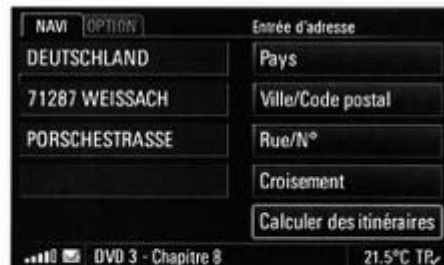 NAVI OPTION Entrée d'adresse
DEUTSCHLAND Pays
71287 WEISSACH Ville/Code postal
PORSCHESTRASSE Rue/N°
Croisement
Calculer des itinéraires
DVD 3 - Chapitre 8 21.5°C TP